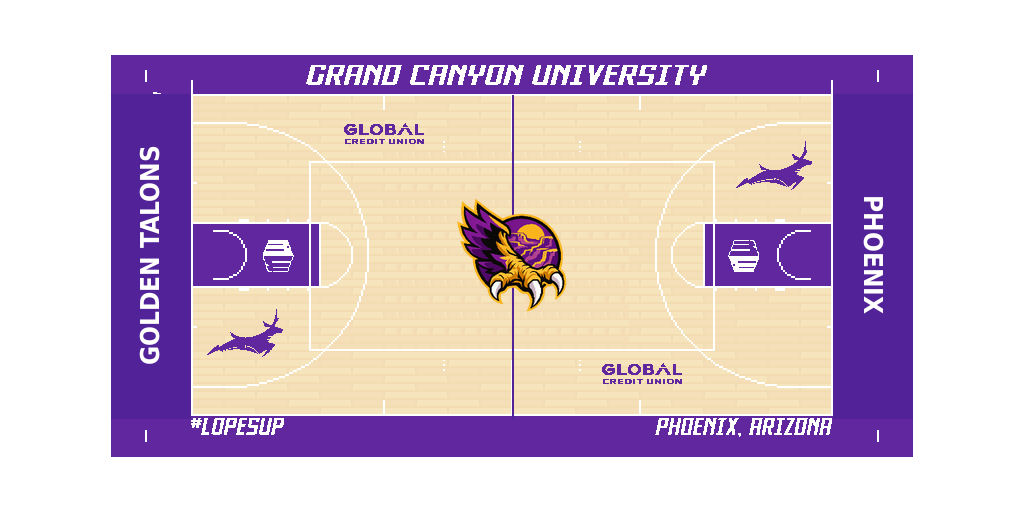 GRAND CANYON UNIVERSITY
GLOBAL
CREDIT UNION
GOLDEN TALONS
PHOENIX
GLOBAL
CREDIT UNION
#LOPESUP
PHOENIX, ARIZONA